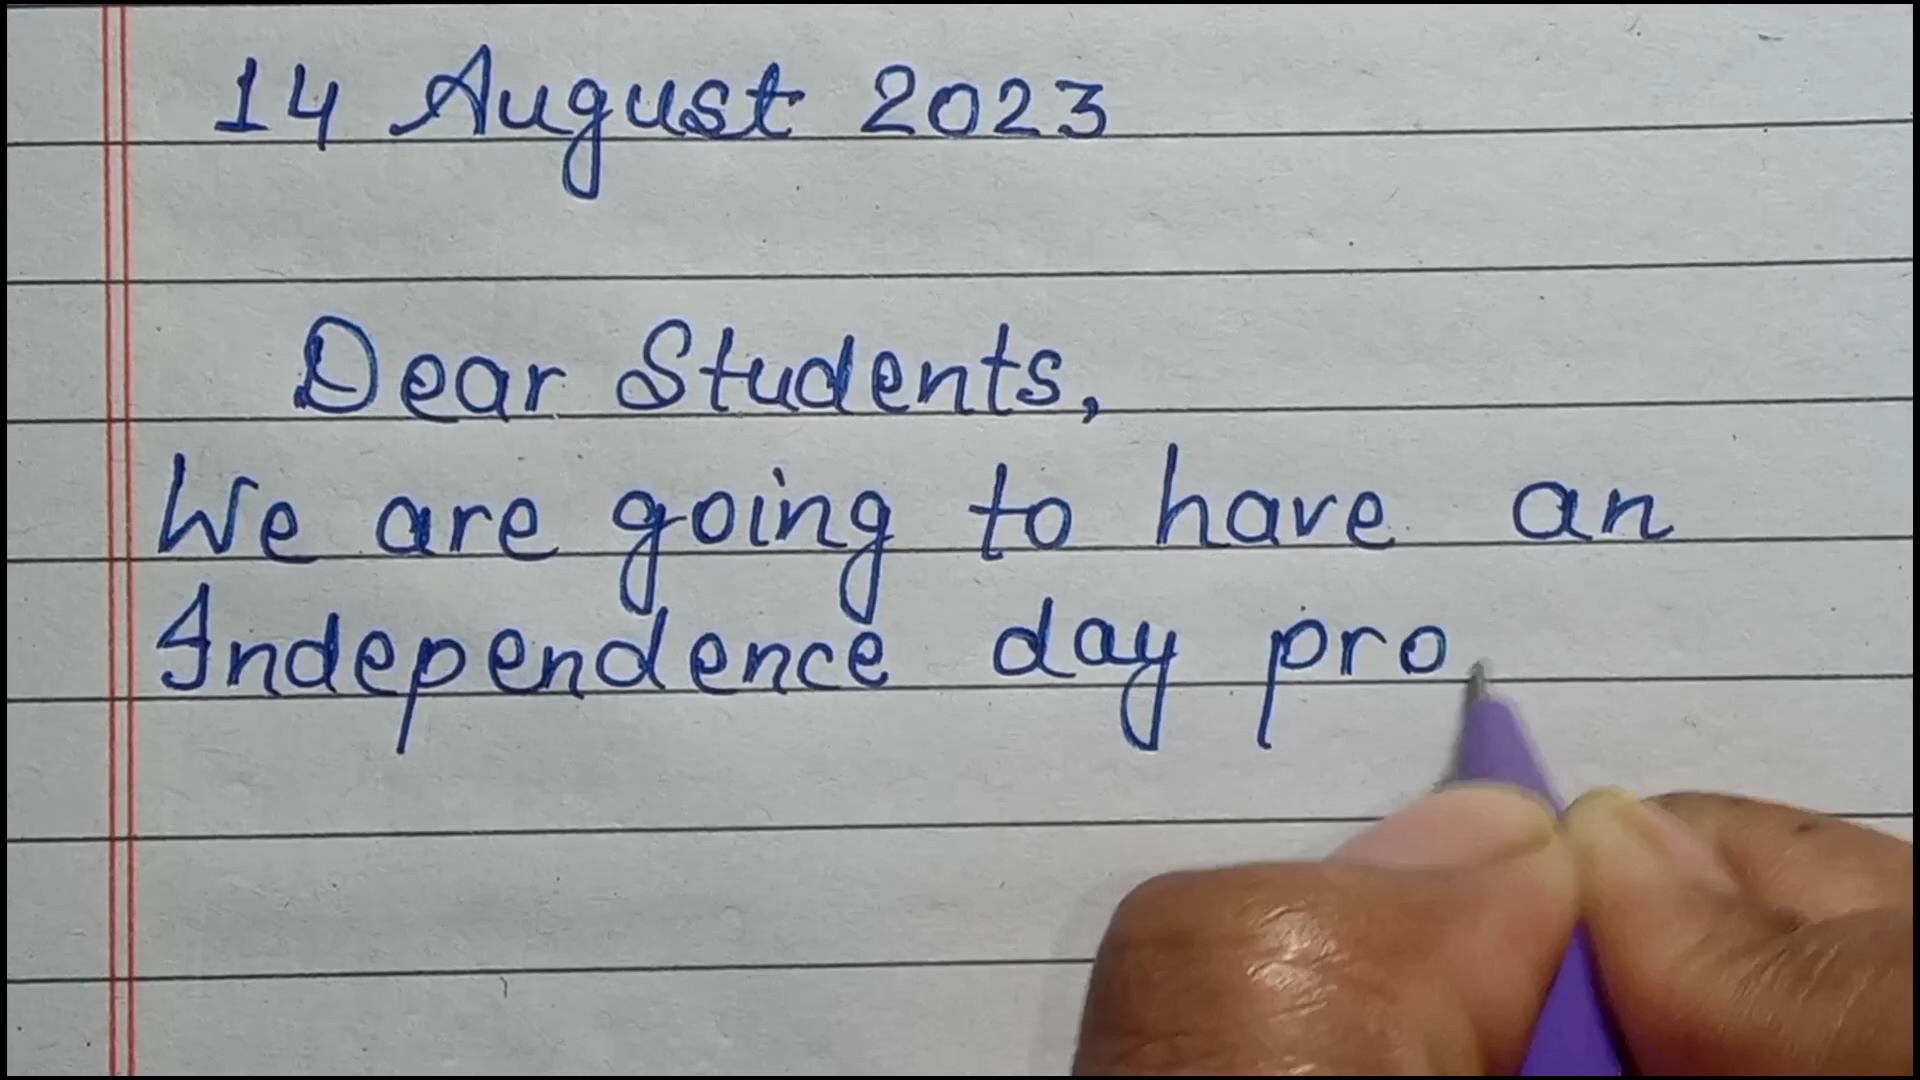 14 August 2023
Dear Students,
We are going to have an
Independence day pro